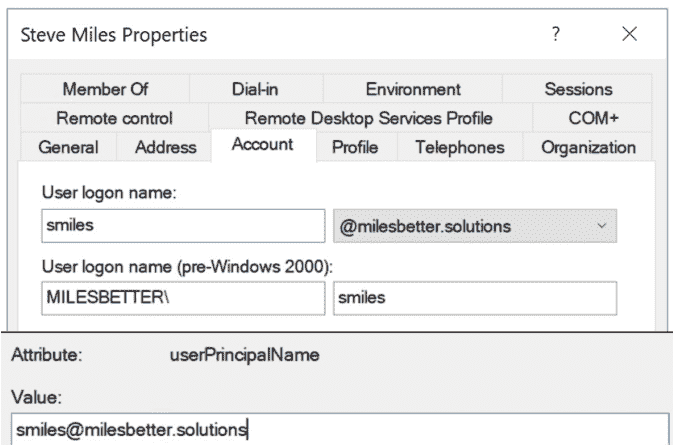 Steve Miles Properties ? ×
Member Of Dial-in Environment Sessions
Remote control Remote Desktop Services Profile COM+
General Address Account Profile Telephones Organization
User logon name:
smiles @milesbetter.solutions
User logon name (pre-Windows 2000):
MILESBETTER\ smiles
Attribute: userPrincipalName
Value:
smiles@milesbetter.solutions